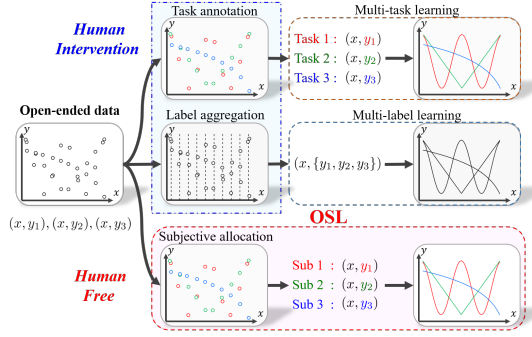 Human
Intervention
Task annotation
Multi-task learning
y
x
Task 1 : (x, y₁)
Task 2 : (x, y₂)
Task 3 : (x, y₃)
y
x
Open-ended data
y
x
(x, y₁), (x, y₂), (x, y₃)
Label aggregation
Multi-label learning
y
x
(x, {y₁, y₂, y₃})
y
x
OSL
Human
Free
Subjective allocation
y
x
Sub 1 : (x, y₁)
Sub 2 : (x, y₂)
Sub 3 : (x, y₃)
y
x